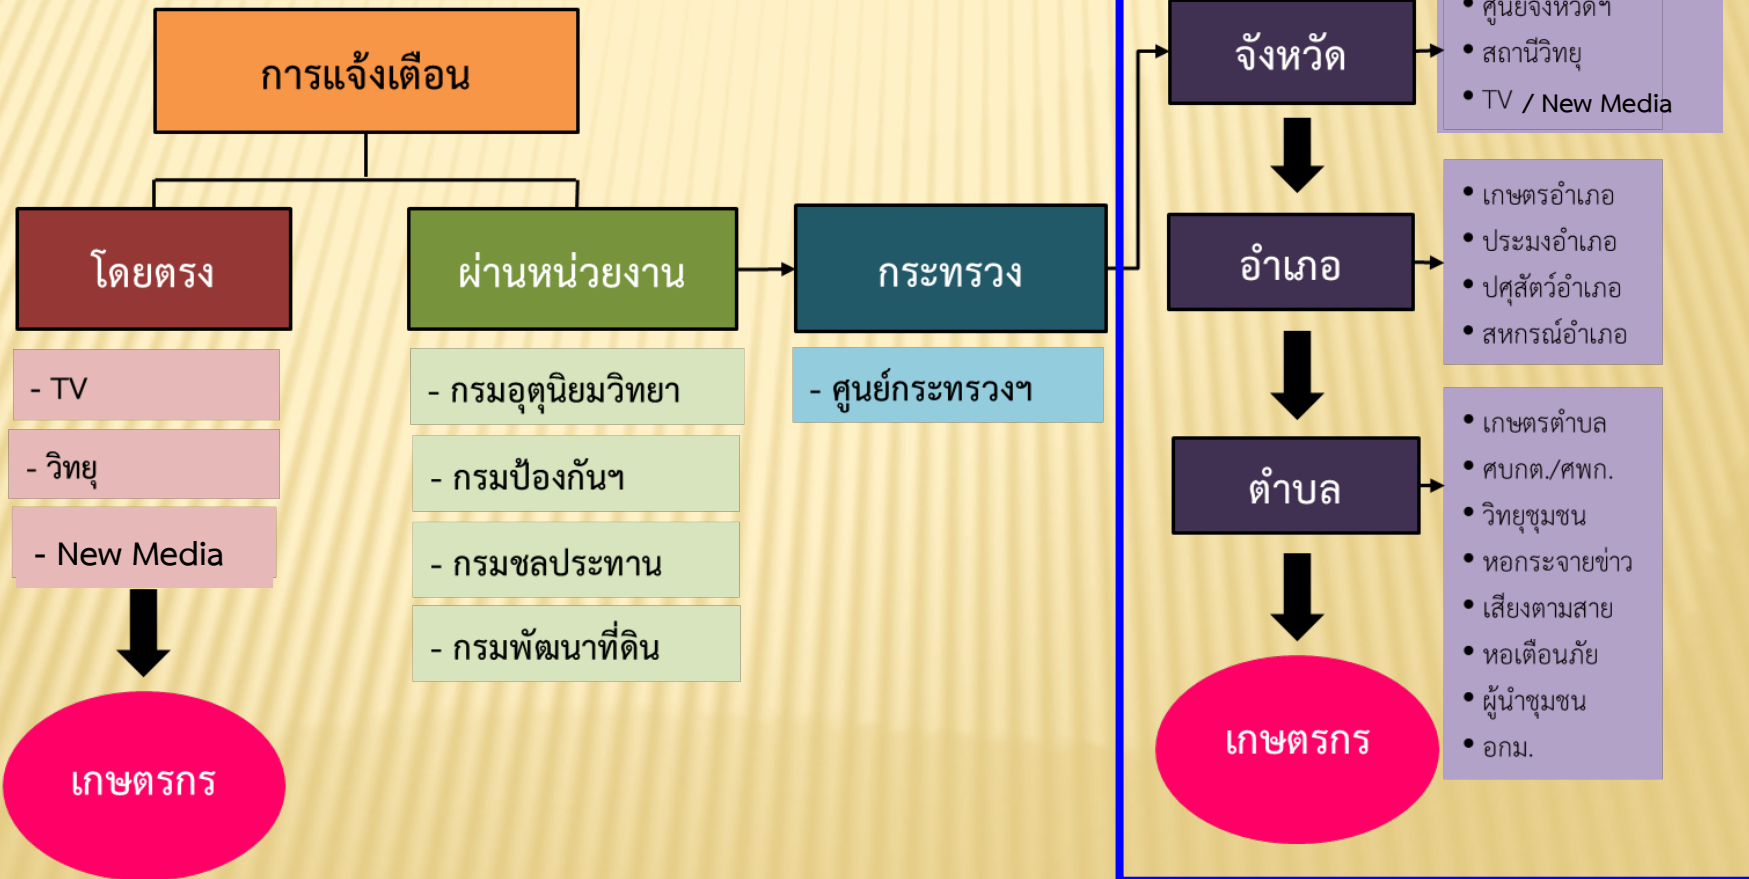 การแจ้งเตือน
โดยตรง
- TV
- วิทยุ
- New Media
เกษตรกร
ผ่านหน่วยงาน
- กรมอุตุนิยมวิทยา
- กรมป้องกันฯ
- กรมชลประทาน
- กรมพัฒนาที่ดิน
กระทรวง
- ศูนย์กระทรวงฯ
จังหวัด
• ศูนย์จังหวัดฯ
• สถานีวิทยุ
• TV / New Media
อำเภอ
• เกษตรอำเภอ
• ประมงอำเภอ
• ปศุสัตว์อำเภอ
• สหกรณ์อำเภอ
ตำบล
• เกษตรตำบล
• ศบกต./ศพก.
• วิทยุชุมชน
• หอกระจายข่าว
• เสียงตามสาย
• หอเตือนภัย
• ผู้นำชุมชน
• อกม.
เกษตรกร